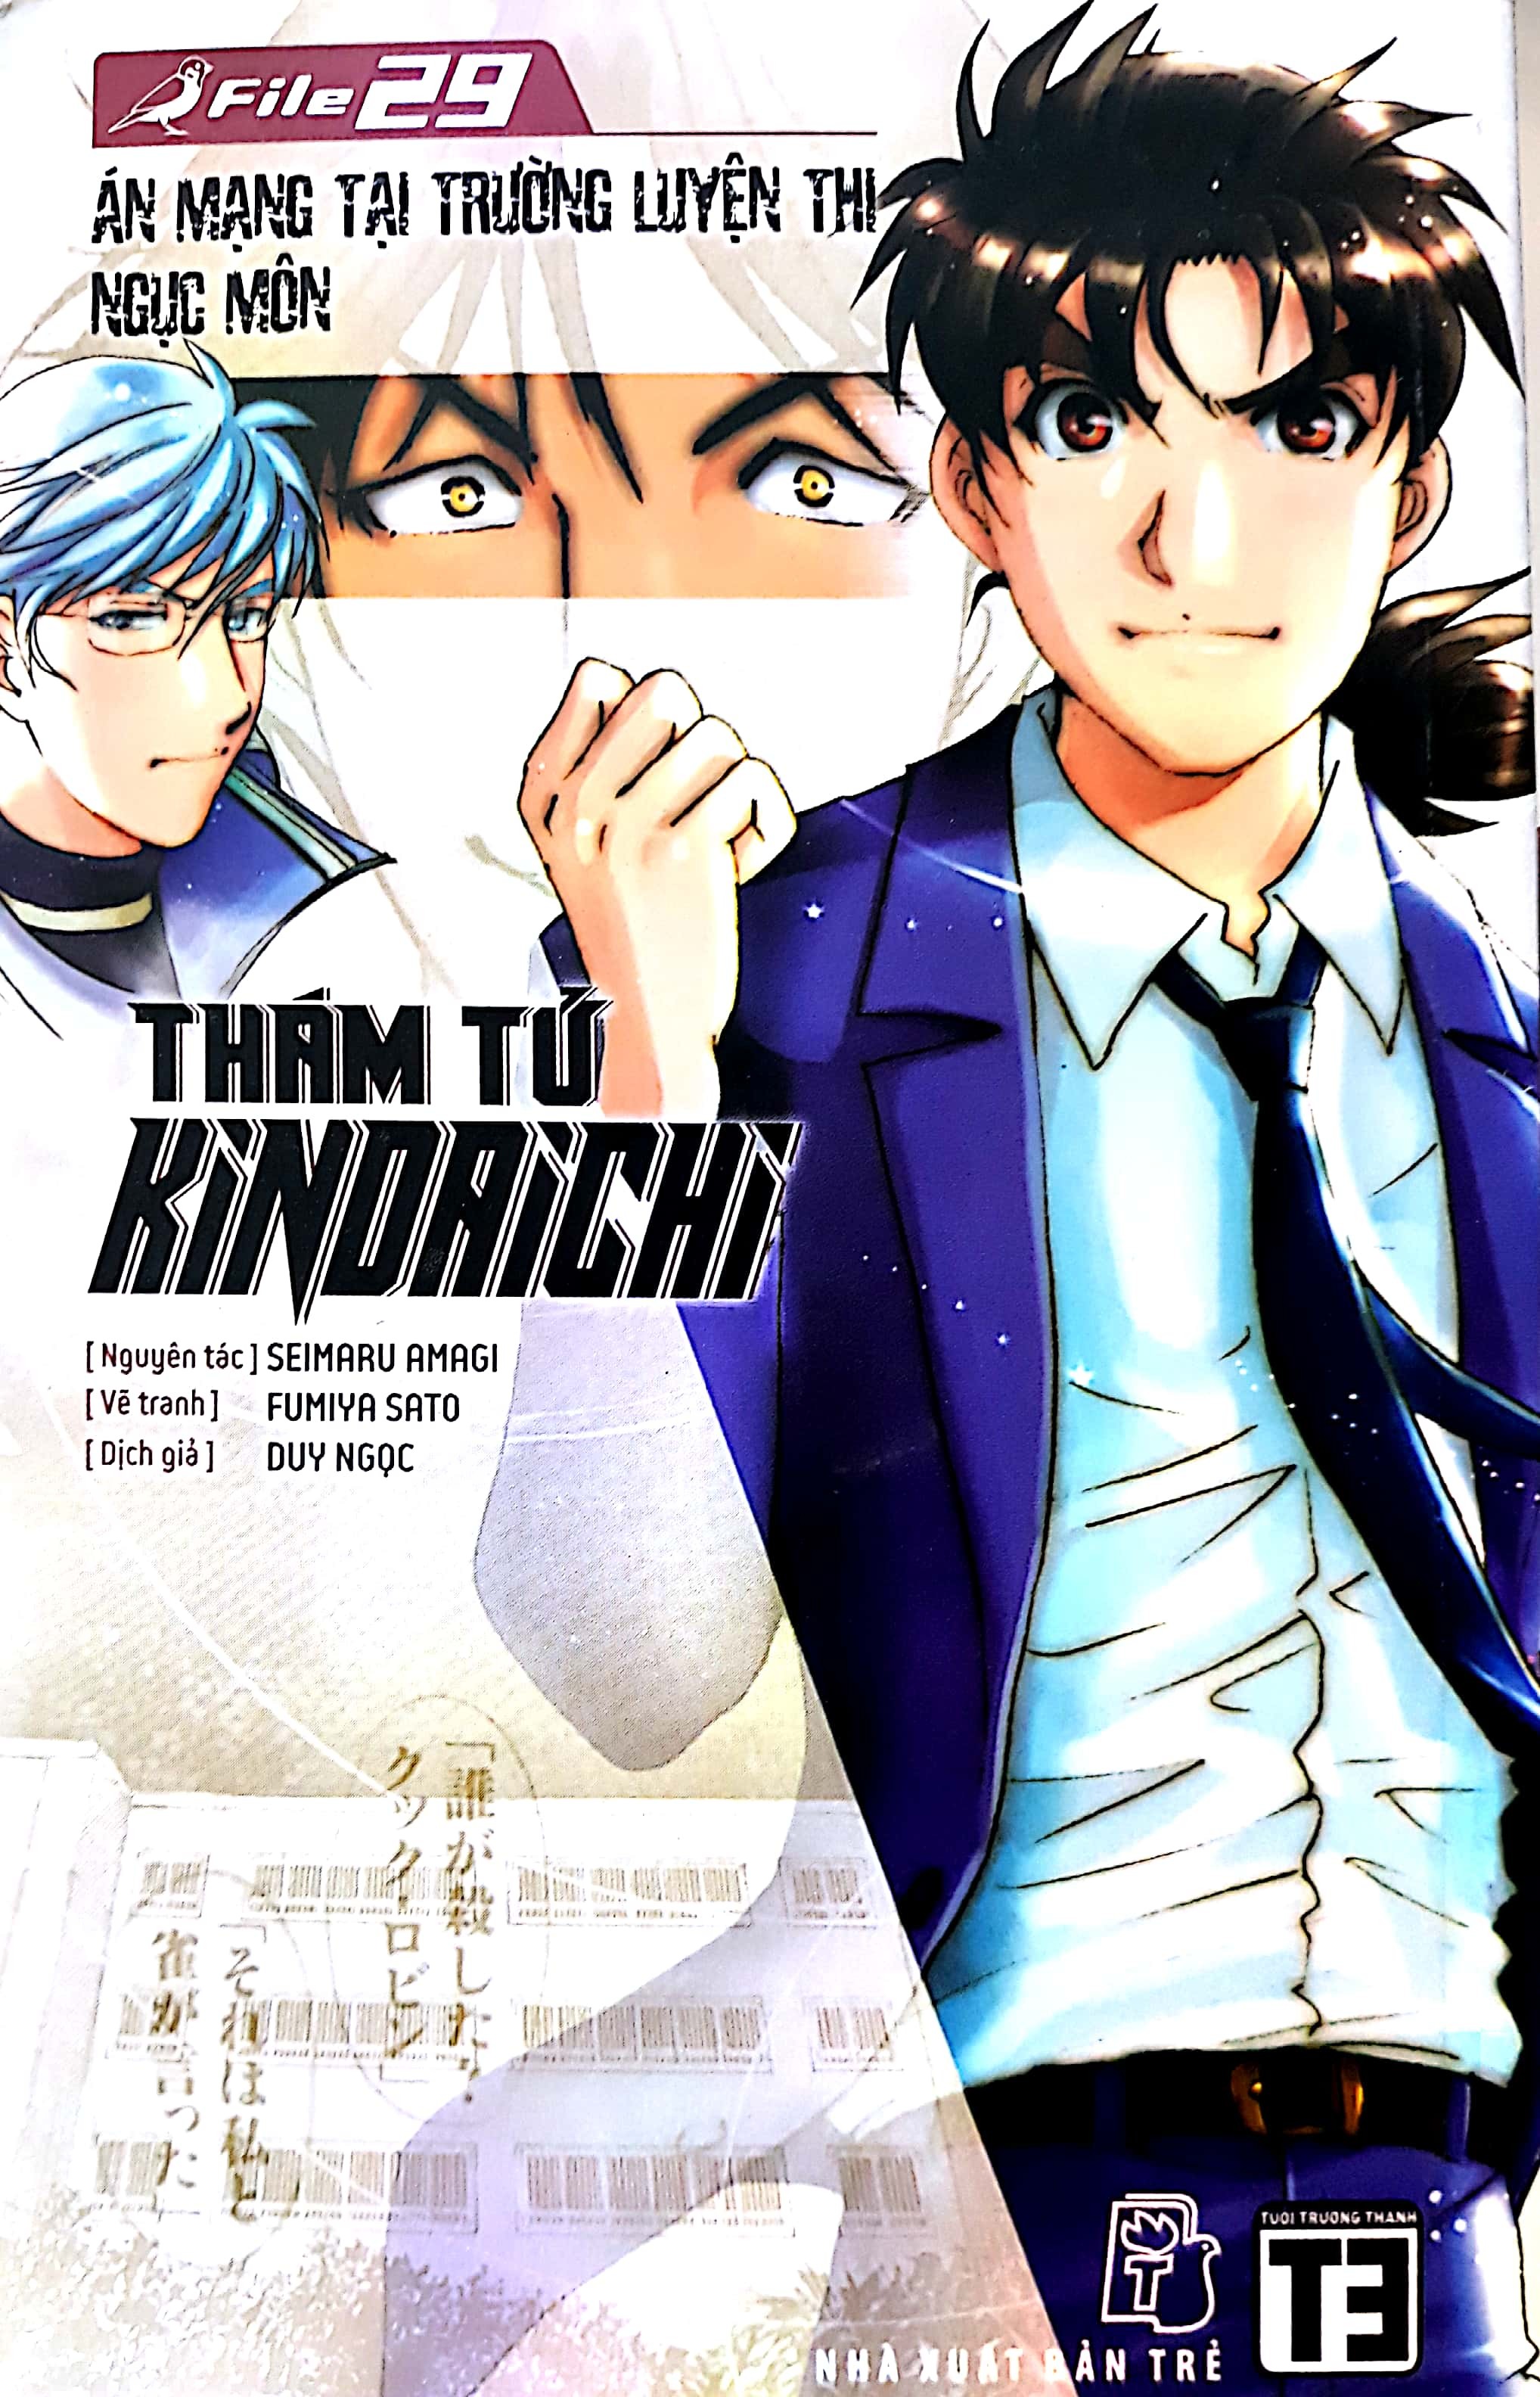 File 29
ÁN MẠNG TẠI TRƯỜNG LUYỆN THI
NGỤC MÔN
THÁM TỬ
KINDAICHI
[Nguyên tác] SEIMARU AMAGI
[Vẽ tranh] FUMIYA SATO
[Dịch giả] DUY NGỌC
「誰が殺した？
クック・ロビン」
「それは私と
雀が言った」
T
TUỔI TRƯỞNG THÀNH
T3
NHÀ XUẤT BẢN TRẺ